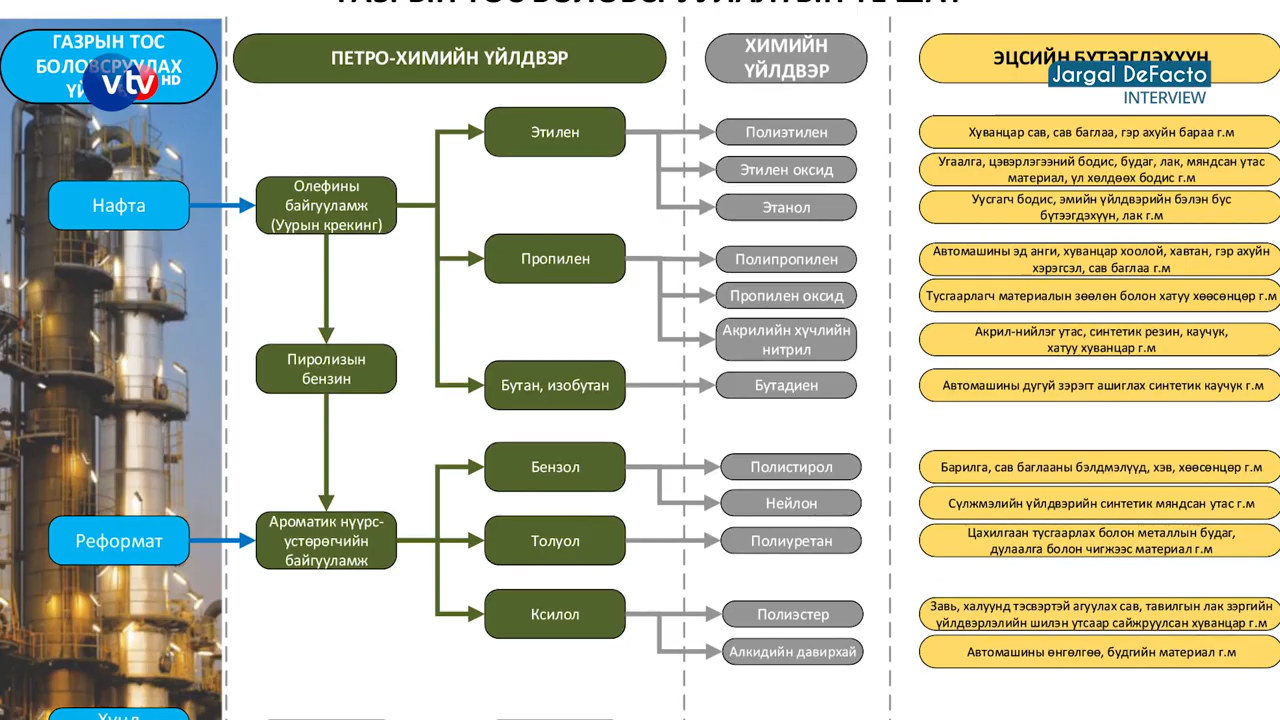 ГАЗРЫН ТОС
БОЛОВСРУУЛАХ
ПЕТРО-ХИМИЙН ҮЙЛДВЭР
ХИМИЙН
ҮЙЛДВЭР
ЭЦСИЙН БҮТЭЭГДЭХҮҮН
vtv HD
Jargal DeFacto
INTERVIEW
Этилен
Полиэтилен
Хуванцар сав, сав баглаа, гэр ахуйн бараа г.м
Этилен оксид
Угаалга, цэвэрлэгээний бодис, будаг, лак, мяндсан утас
материал, үл хөлдөөх бодис г.м
Нафта
Олефины
байгууламж
(Уурын крекинг)
Этанол
Уусгагч бодис, эмийн үйлдвэрийн бэлэн бус
бүтээгдэхүүн, лак г.м
Пропилен
Полипропилен
Автомашины эд анги, хуванцар хоолой, хавтан, гэр ахуйн
хэрэгсэл, сав баглаа г.м
Пропилен оксид
Тусгаарлагч материалын зөөлөн болон хатуу хөөсөнцөр г.м
Акрилийн хүчлийн
нитрил
Акрил-нийлэг утас, синтетик резин, каучук,
хатуу хуванцар г.м
Пиролизын
бензин
Бутан, изобутан
Бутадиен
Автомашины дугуй зэрэгт ашиглах синтетик каучук г.м
Бензол
Полистирол
Барилга, сав баглааны бэлдмэлүүд, хэв, хөөсөнцөр г.м
Нейлон
Сүлжмэлийн үйлдвэрийн синтетик мяндсан утас г.м
Реформат
Ароматик нүүрс-
устөрөгчийн
байгууламж
Толуол
Полиуретан
Цахилгаан тусгаарлах болон металлын будаг,
дулаалга болон чигжээс материал г.м
Ксилол
Полиэстер
Завь, халуунд тэсвэртэй агуулах сав, тавилгын лак зэргийн
үйлдвэрлэлийн шилэн утсаар сайжруулсан хуванцар г.м
Алкидийн давирхай
Автомашины өнгөлгөө, будгийн материал г.м